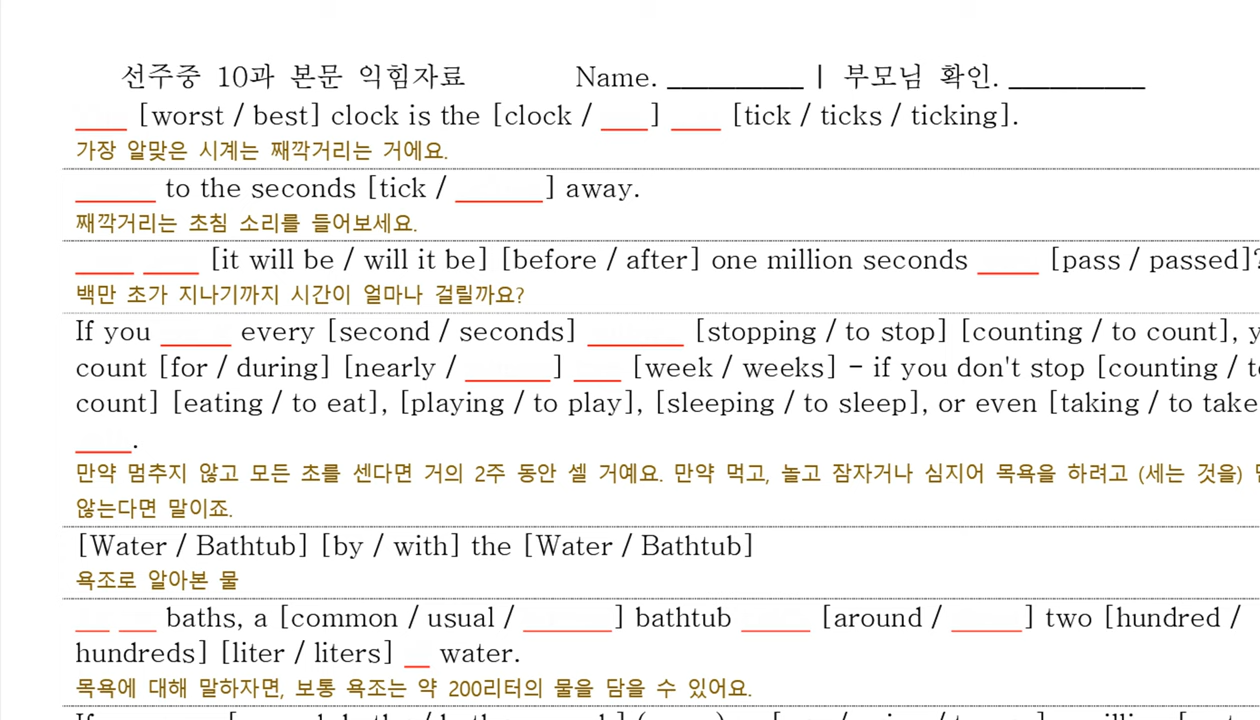 선주중 10과 본문 익힘자료 Name. __________ | 부모님 확인. __________
____ [worst / best] clock is the [clock / ____] ____ [tick / ticks / ticking].
가장 알맞은 시계는 째깍거리는 거에요.
______ to the seconds [tick / ______] away.
째깍거리는 초침 소리를 들어보세요.
____ ____ [it will be / will it be] [before / after] one million seconds ____ [pass / passed]?
백만 초가 지나기까지 시간이 얼마나 걸릴까요?
If you _____ every [second / seconds] _______ [stopping / to stop] [counting / to count],
count [for / during] [nearly / ______] ____ [week / weeks] - if you don't stop [counting /
count] [eating / to eat], [playing / to play], [sleeping / to sleep], or even [taking / to take
____.
만약 멈추지 않고 모든 초를 센다면 거의 2주 동안 셀 거예요. 만약 먹고, 놀고 잠자거나 심지어 목욕을 하려고 (세는 것을)
않는다면 말이죠.
[Water / Bathtub] [by / with] the [Water / Bathtub]
욕조로 알아본 물
___ ___ baths, a [common / usual / ______] bathtub _____ [around / _____] two [hundred /
hundreds] [liter / liters] __ water.
목욕에 대해 말하자면, 보통 욕조는 약 200리터의 물을 담을 수 있어요.